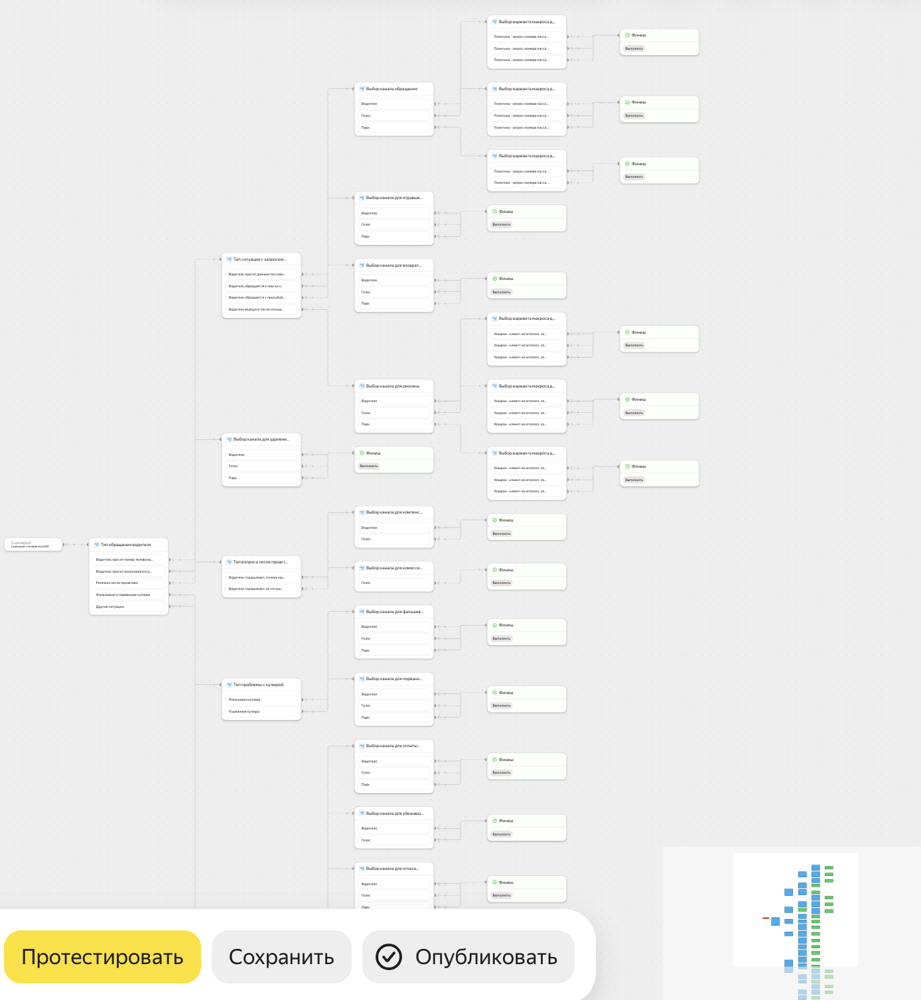 Выбор варианта макроса д...
Политика - запрос номера пасса...
Политика - запрос номера пасса...
Политика - запрос номера пасса...
Финиш
Выполнить
Выбор канала обращения
Водители
Голос
Парк
Выбор варианта макроса д...
Политика - запрос номера пасса...
Политика - запрос номера пасса...
Политика - запрос номера пасса...
Финиш
Выполнить
Выбор варианта макроса д...
Политика - запрос номера пасса...
Политика - запрос номера пасса...
Финиш
Выполнить
Выбор канала для отдавше...
Водители
Голос
Парк
Финиш
Выполнить
Тип ситуации с запросом...
Водитель просит данные пассажи...
Водитель обращается к нам за н...
Водитель обращается с просьбой...
Водитель вернулся после отказа...
Выбор канала для возврат...
Водители
Голос
Парк
Финиш
Выполнить
Выбор варианта макроса д...
Кешран - клиент не оплатил, св...
Кешран - клиент не оплатил, св...
Кешран - клиент не оплатил, св...
Финиш
Выполнить
Выбор канала для реопена
Водители
Голос
Парк
Выбор варианта макроса д...
Кешран - клиент не оплатил, св...
Кешран - клиент не оплатил, св...
Кешран - клиент не оплатил, св...
Финиш
Выполнить
Выбор канала для удалени...
Водители
Голос
Парк
Финиш
Выполнить
Выбор варианта макроса д...
Кешран - клиент не оплатил, св...
Кешран - клиент не оплатил, св...
Кешран - клиент не оплатил, св...
Финиш
Выполнить
Выбор канала для компенс...
Водители
Голос
Финиш
Выполнить
Сценарий
Сценарий сгенерённый ИИ
Тип обращения водителя
Водитель просит номер телефона...
Водитель просит аннулировать/у...
Реопены после проактива
Фальшивые и порванные купюры
Другие ситуации
Тип вопроса после проакт...
Водитель спрашивает, почему мы...
Водитель спрашивает, за что мы...
Выбор канала для комисси...
Голос
Финиш
Выполнить
Выбор канала для фальшив...
Водители
Голос
Парк
Финиш
Выполнить
Тип проблемы с купюрой
Фальшивая купюра
Порванная купюра
Выбор канала для порванн...
Водители
Голос
Парк
Финиш
Выполнить
Выбор канала для оплаты...
Водители
Голос
Парк
Финиш
Выполнить
Выбор канала для убежавш...
Водители
Голос
Финиш
Выполнить
Выбор канала для отказа...
Водители
Голос
Парк
Финиш
Выполнить
Протестировать
Сохранить
Опубликовать